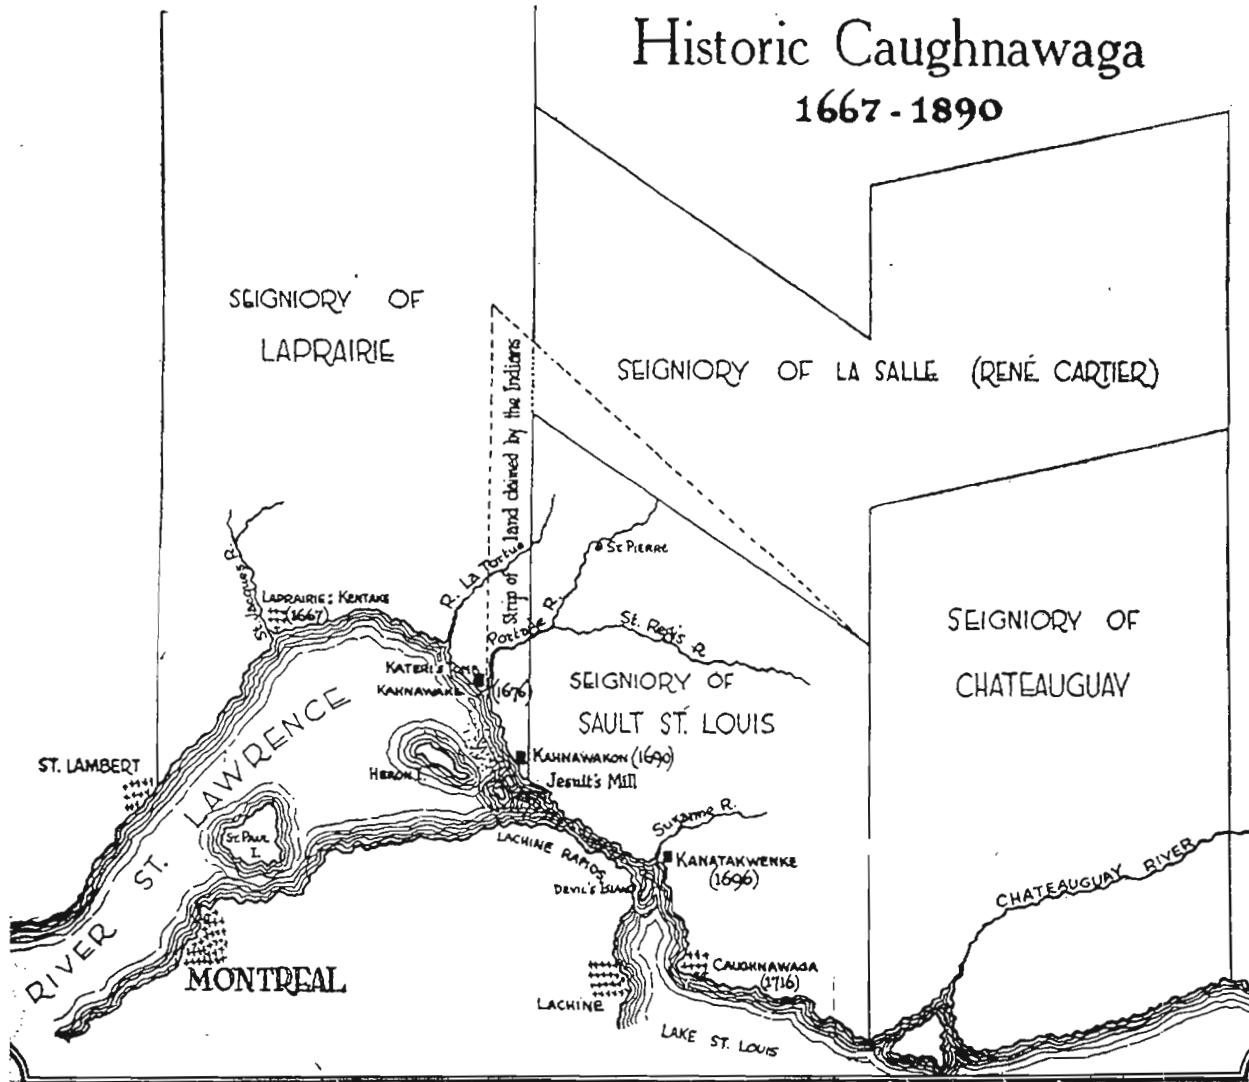 Historic Caughnawaga
1667 - 1890
SEIGNIORY OF
LAPRAIRIE
SEIGNIORY OF LA SALLE (RENÉ CARTIER)
Strip of land claimed by the Indians
St. Jacques R.
LAPRAIRIE: KENTAKE
(1667)
R. La Tortue
St PIERRE
Portage R.
St. Regis R
SEIGNIORY OF
CHATEAUGUAY
KATERI'S TOMB
KAHNAWAKE (1676)
SEIGNIORY OF
SAULT ST. LOUIS
RIVER ST. LAWRENCE
ST. LAMBERT
HERON I.
KAHNAWAKON (1690)
Jesuit's Mill
St. PAUL
I.
LACHINE RAPIDS
Suzanne R.
KANATAKWENKE
(1696)
DEVIL'S ISLAND
CHATEAUGUAY RIVER
MONTREAL
CAUGHNAWAGA
(1716)
LACHINE
LAKE ST. LOUIS